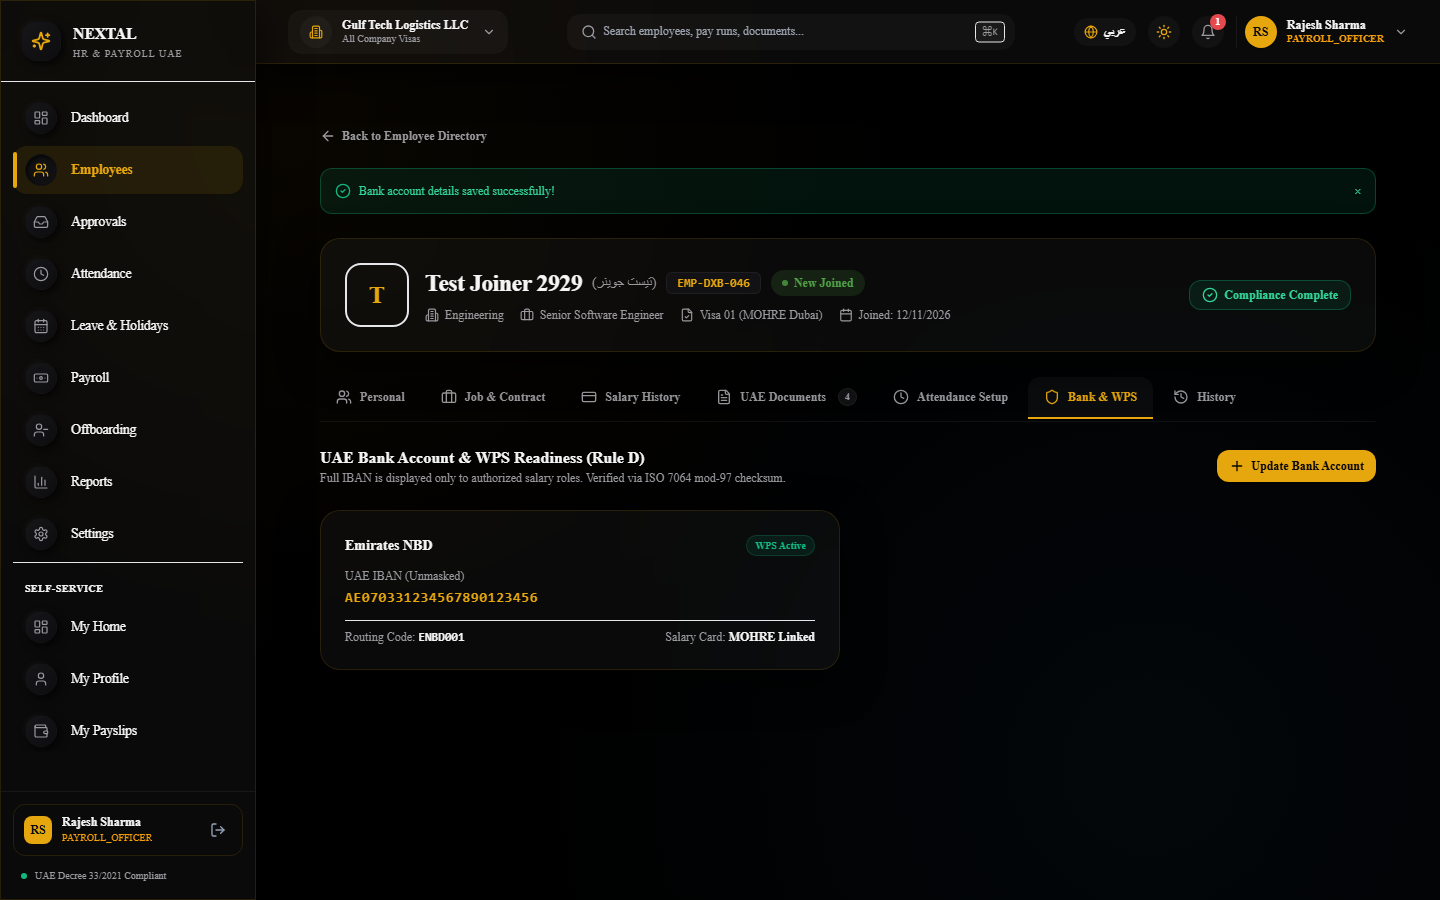 NEXTAL
HR & PAYROLL UAE
Gulf Tech Logistics LLC
All Company Visas
Search employees, pay runs, documents...
⌘K
عربي
1
RS
Rajesh Sharma
PAYROLL_OFFICER
Dashboard
Employees
Approvals
Attendance
Leave & Holidays
Payroll
Offboarding
Reports
Settings
SELF-SERVICE
My Home
My Profile
My Payslips
RS
Rajesh Sharma
PAYROLL_OFFICER
UAE Decree 33/2021 Compliant
Back to Employee Directory
Bank account details saved successfully!
×
T
Test Joiner 2929 (تيست جوينر) EMP-DXB-046 New Joined
Engineering Senior Software Engineer Visa 01 (MOHRE Dubai) Joined: 12/11/2026
Compliance Complete
Personal Job & Contract Salary History UAE Documents 4 Attendance Setup Bank & WPS History
UAE Bank Account & WPS Readiness (Rule D)
Full IBAN is displayed only to authorized salary roles. Verified via ISO 7064 mod-97 checksum.
Update Bank Account
Emirates NBD WPS Active
UAE IBAN (Unmasked)
AE070331234567890123456
Routing Code: ENBD001 Salary Card: MOHRE Linked